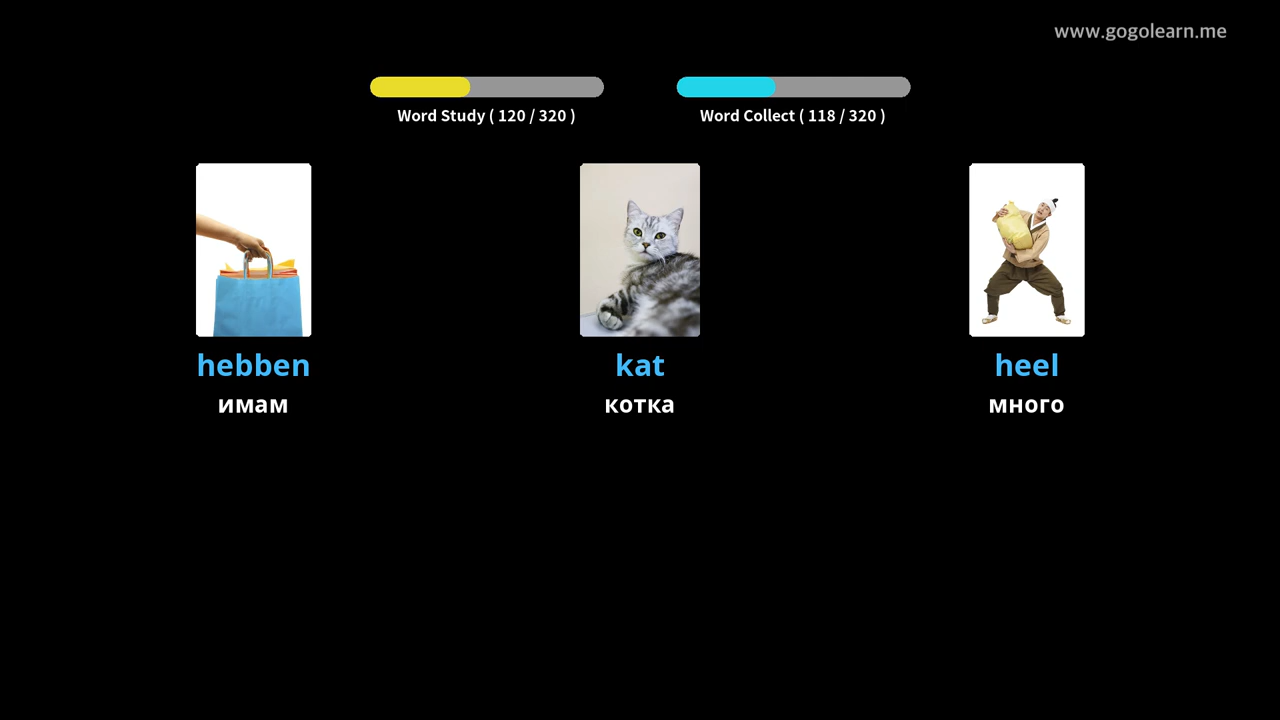 www.gogolearn.me
Word Study ( 120 / 320 )
Word Collect ( 118 / 320 )
hebben
имам
kat
котка
heel
много